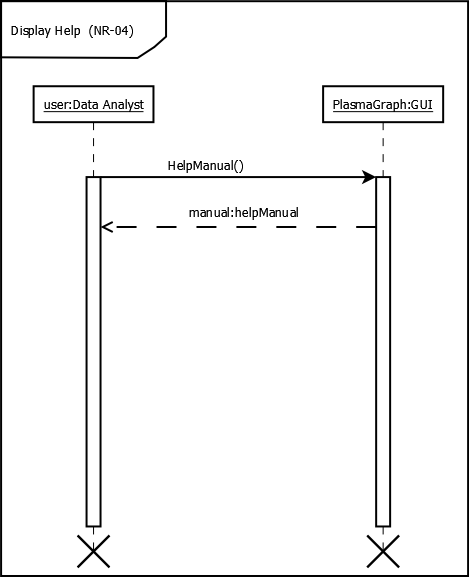 Display Help (NR-04)
user:Data Analyst
PlasmaGraph:GUI
HelpManual()
manual:helpManual